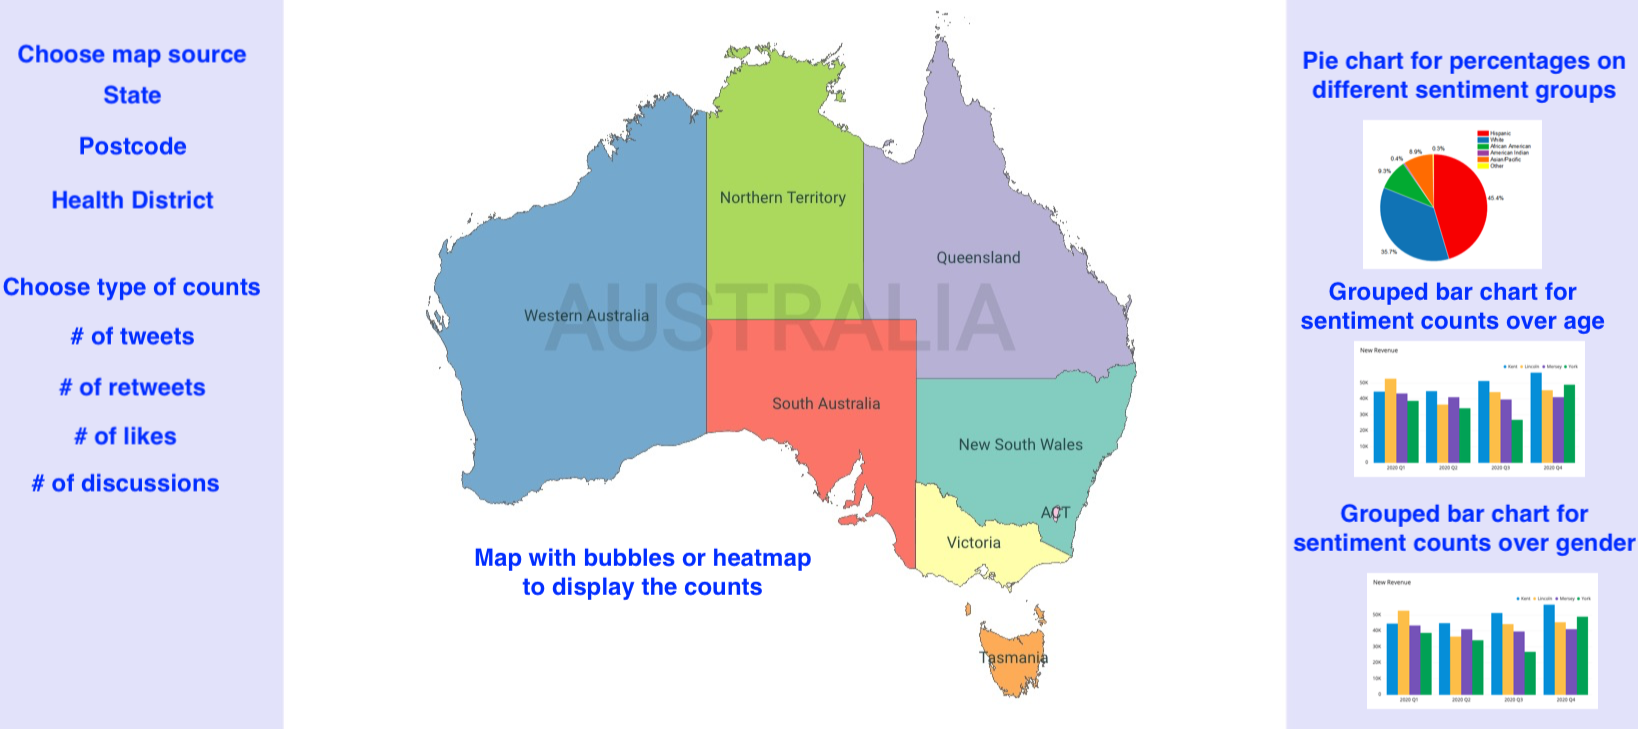 Choose map source
State
Postcode
Health District
Choose type of counts
# of tweets
# of retweets
# of likes
# of discussions
AUSTRALIA
Northern Territory
Queensland
Western Australia
South Australia
New South Wales
ACT
Victoria
Tasmania
Map with bubbles or heatmap
to display the counts
Pie chart for percentages on
different sentiment groups
Hispanic
White
African American
American Indian
Asian/Pacific
Other
0.3%
8.9%
0.4%
9.3%
45.4%
35.7%
Grouped bar chart for
sentiment counts over age
New Revenue
Kent Lincoln Mersey York
50K
40K
30K
20K
10K
0
2020 Q1 2020 Q2 2020 Q3 2020 Q4
Grouped bar chart for
sentiment counts over gender
New Revenue
Kent Lincoln Mersey York
50K
40K
30K
20K
10K
0
2020 Q1 2020 Q2 2020 Q3 2020 Q4